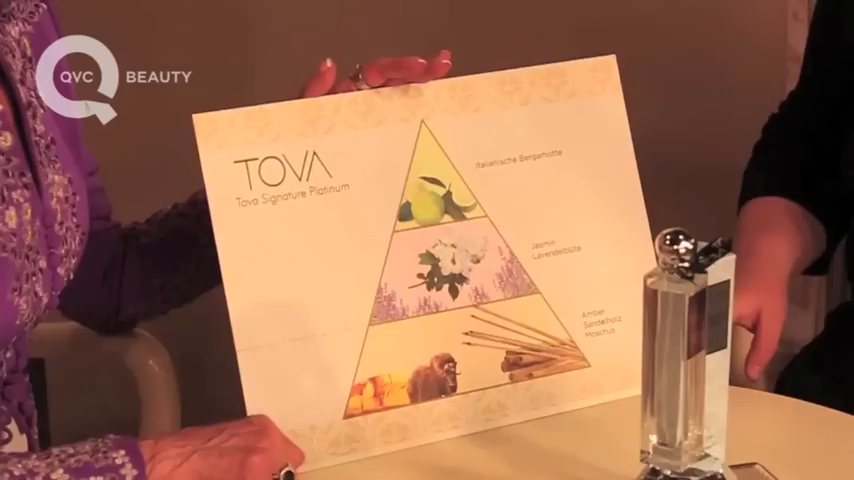 QVC BEAUTY
TOVA
Tova Signature Platinum
Italienische Bergamotte
Jasmin
Lavendelblüte
Amber
Sandelholz
Moschus